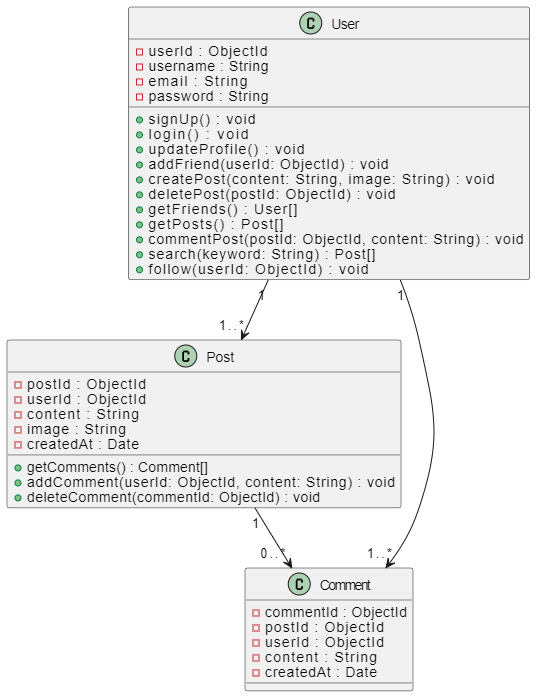 C User
userId : ObjectId
username : String
email : String
password : String
signUp() : void
login() : void
updateProfile() : void
addFriend(userId: ObjectId) : void
createPost(content: String, image: String) : void
deletePost(postId: ObjectId) : void
getFriends() : User[]
getPosts() : Post[]
commentPost(postId: ObjectId, content: String) : void
search(keyword: String) : Post[]
follow(userId: ObjectId) : void
1
1
1..*
C Post
postId : ObjectId
userId : ObjectId
content : String
image : String
createdAt : Date
getComments() : Comment[]
addComment(userId: ObjectId, content: String) : void
deleteComment(commentId: ObjectId) : void
1
0..*
1..*
C Comment
commentId : ObjectId
postId : ObjectId
userId : ObjectId
content : String
createdAt : Date